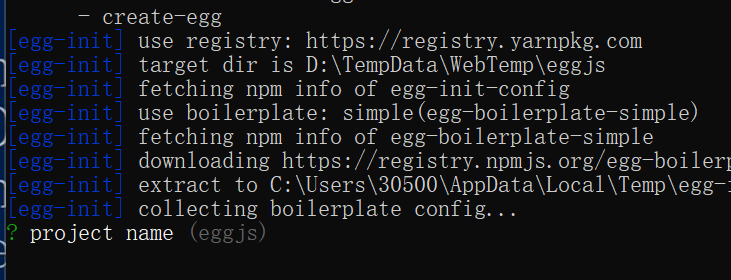 - create-egg
[egg-init] use registry: https://registry.yarnpkg.com
[egg-init] target dir is D:\TempData\WebTemp\eggjs
[egg-init] fetching npm info of egg-init-config
[egg-init] use boilerplate: simple(egg-boilerplate-simple)
[egg-init] fetching npm info of egg-boilerplate-simple
[egg-init] downloading https://registry.npmjs.org/egg-boilerp
[egg-init] extract to C:\Users\30500\AppData\Local\Temp\egg-i
[egg-init] collecting boilerplate config...
? project name (eggjs)